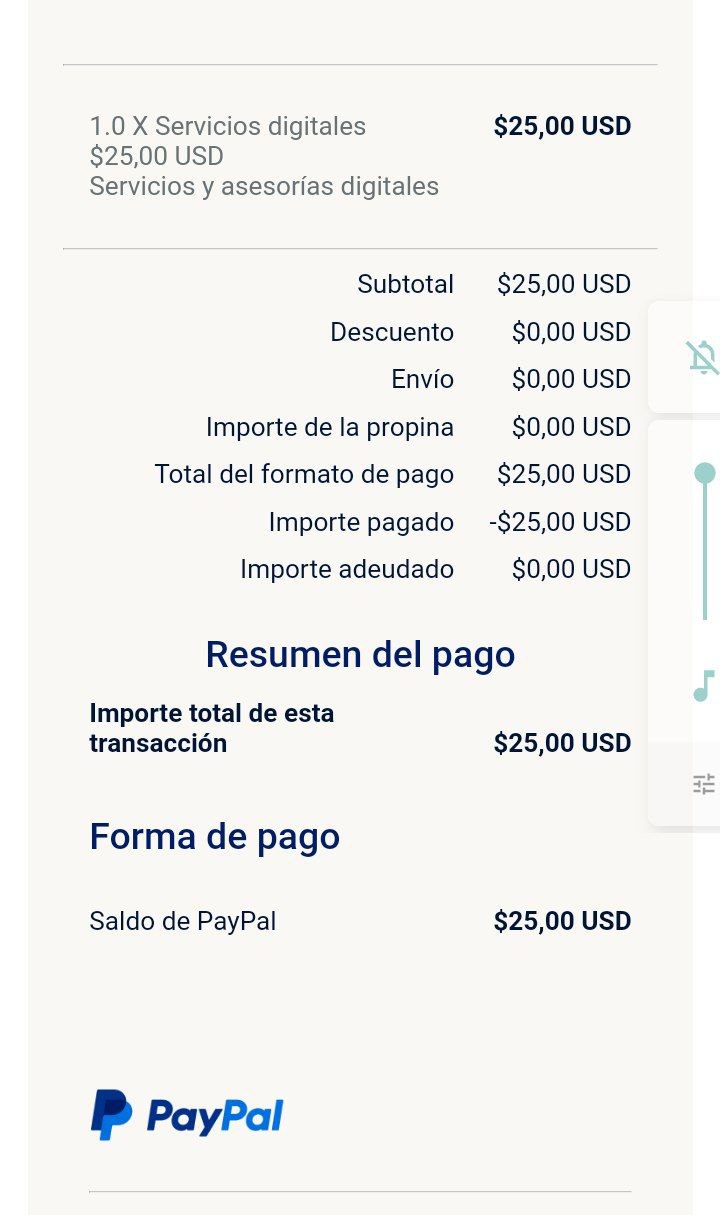 1.0 X Servicios digitales $25,00 USD
$25,00 USD
Servicios y asesorías digitales
Subtotal $25,00 USD
Descuento $0,00 USD
Envío $0,00 USD
Importe de la propina $0,00 USD
Total del formato de pago $25,00 USD
Importe pagado -$25,00 USD
Importe adeudado $0,00 USD
Resumen del pago
Importe total de esta
transacción $25,00 USD
Forma de pago
Saldo de PayPal $25,00 USD
PayPal